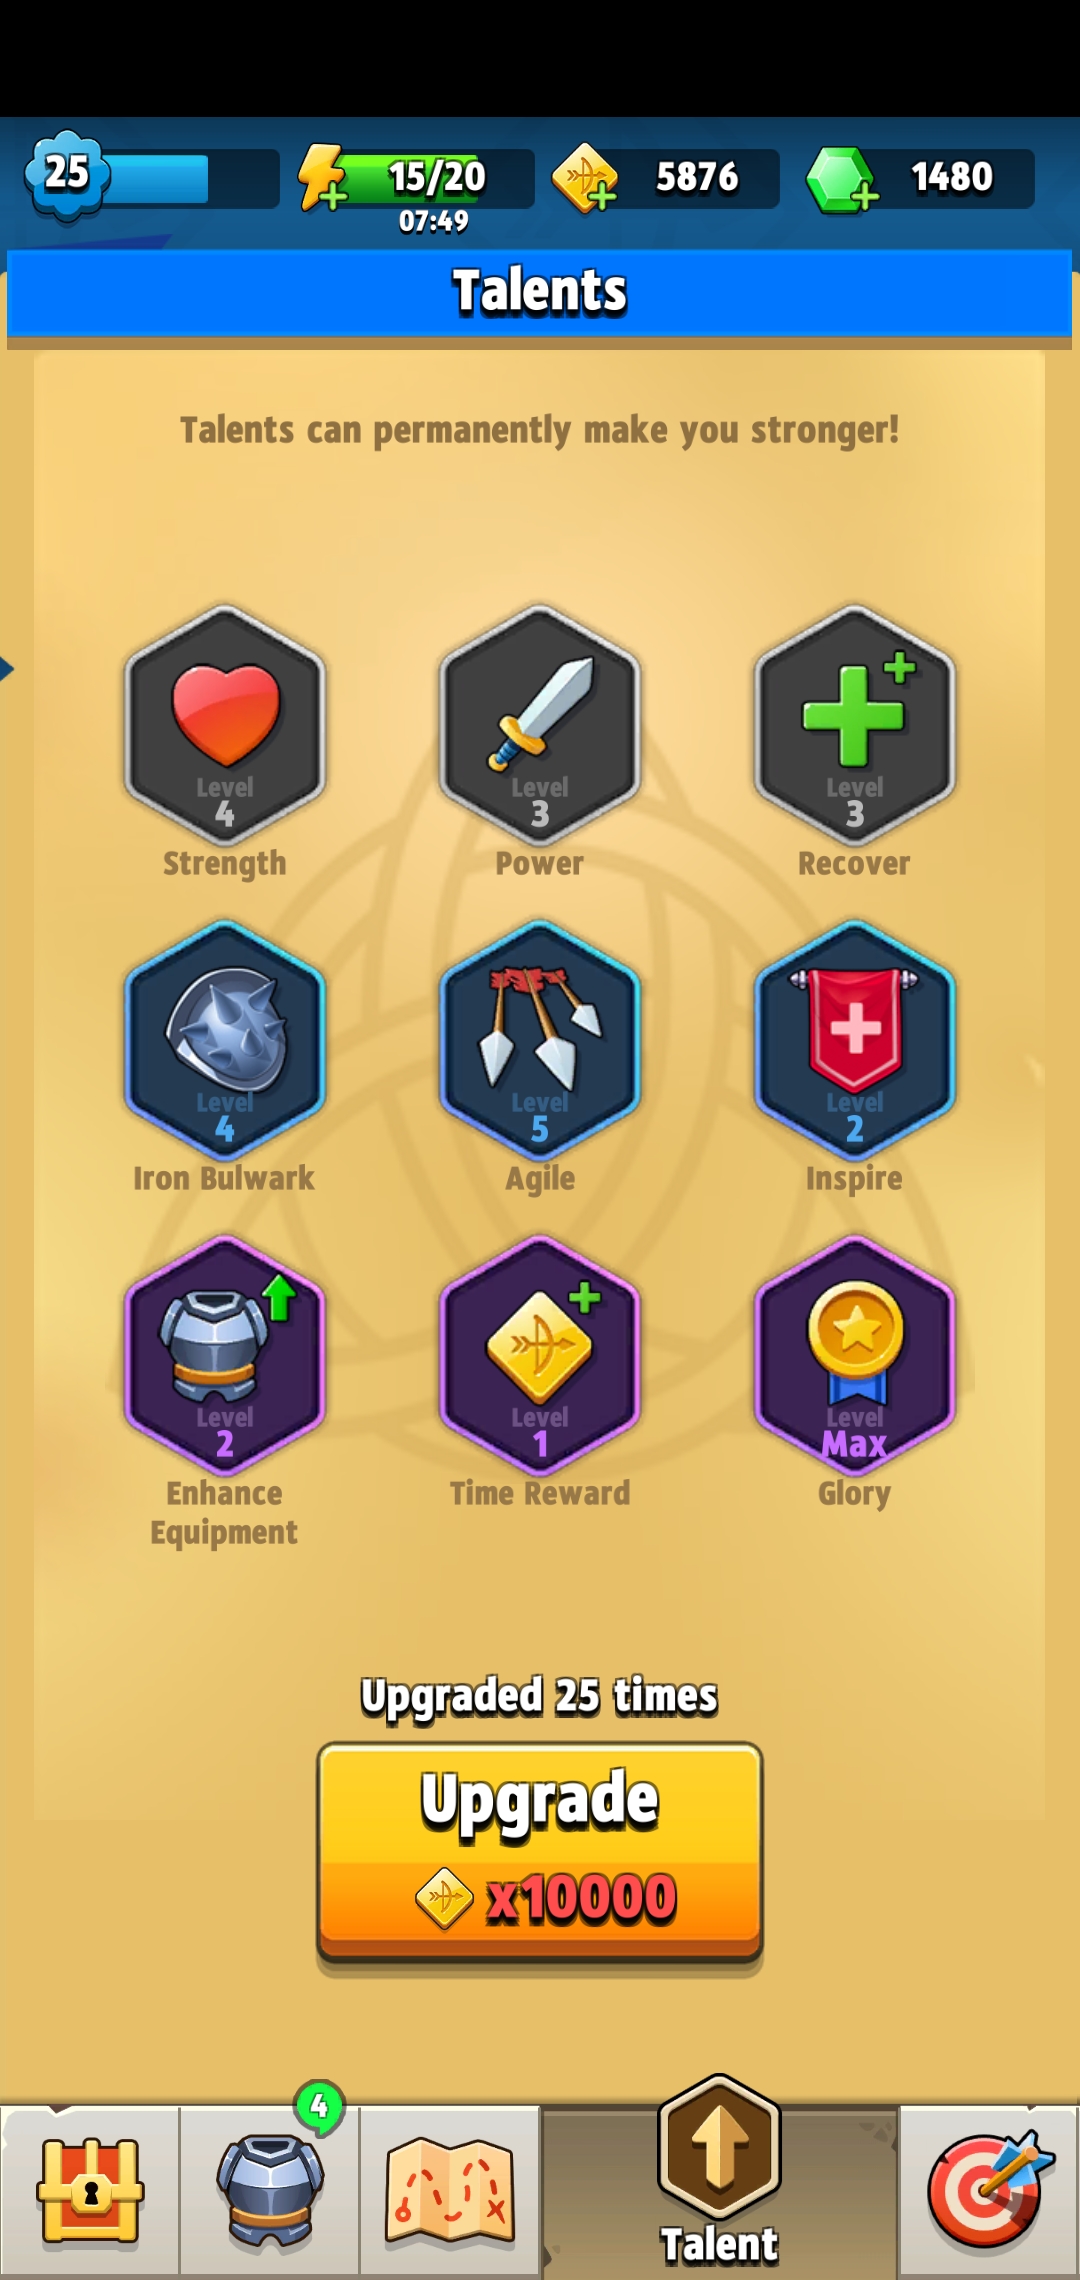 25
15/20
5876
1480
07:49
Talents
Talents can permanently make you stronger!
Level
4
Strength
Level
3
Power
Level
3
Recover
Level
4
Iron Bulwark
Level
5
Agile
Level
2
Inspire
Level
2
Enhance
Equipment
Level
1
Time Reward
Level
Max
Glory
Upgraded 25 times
Upgrade
x10000
4
Talent